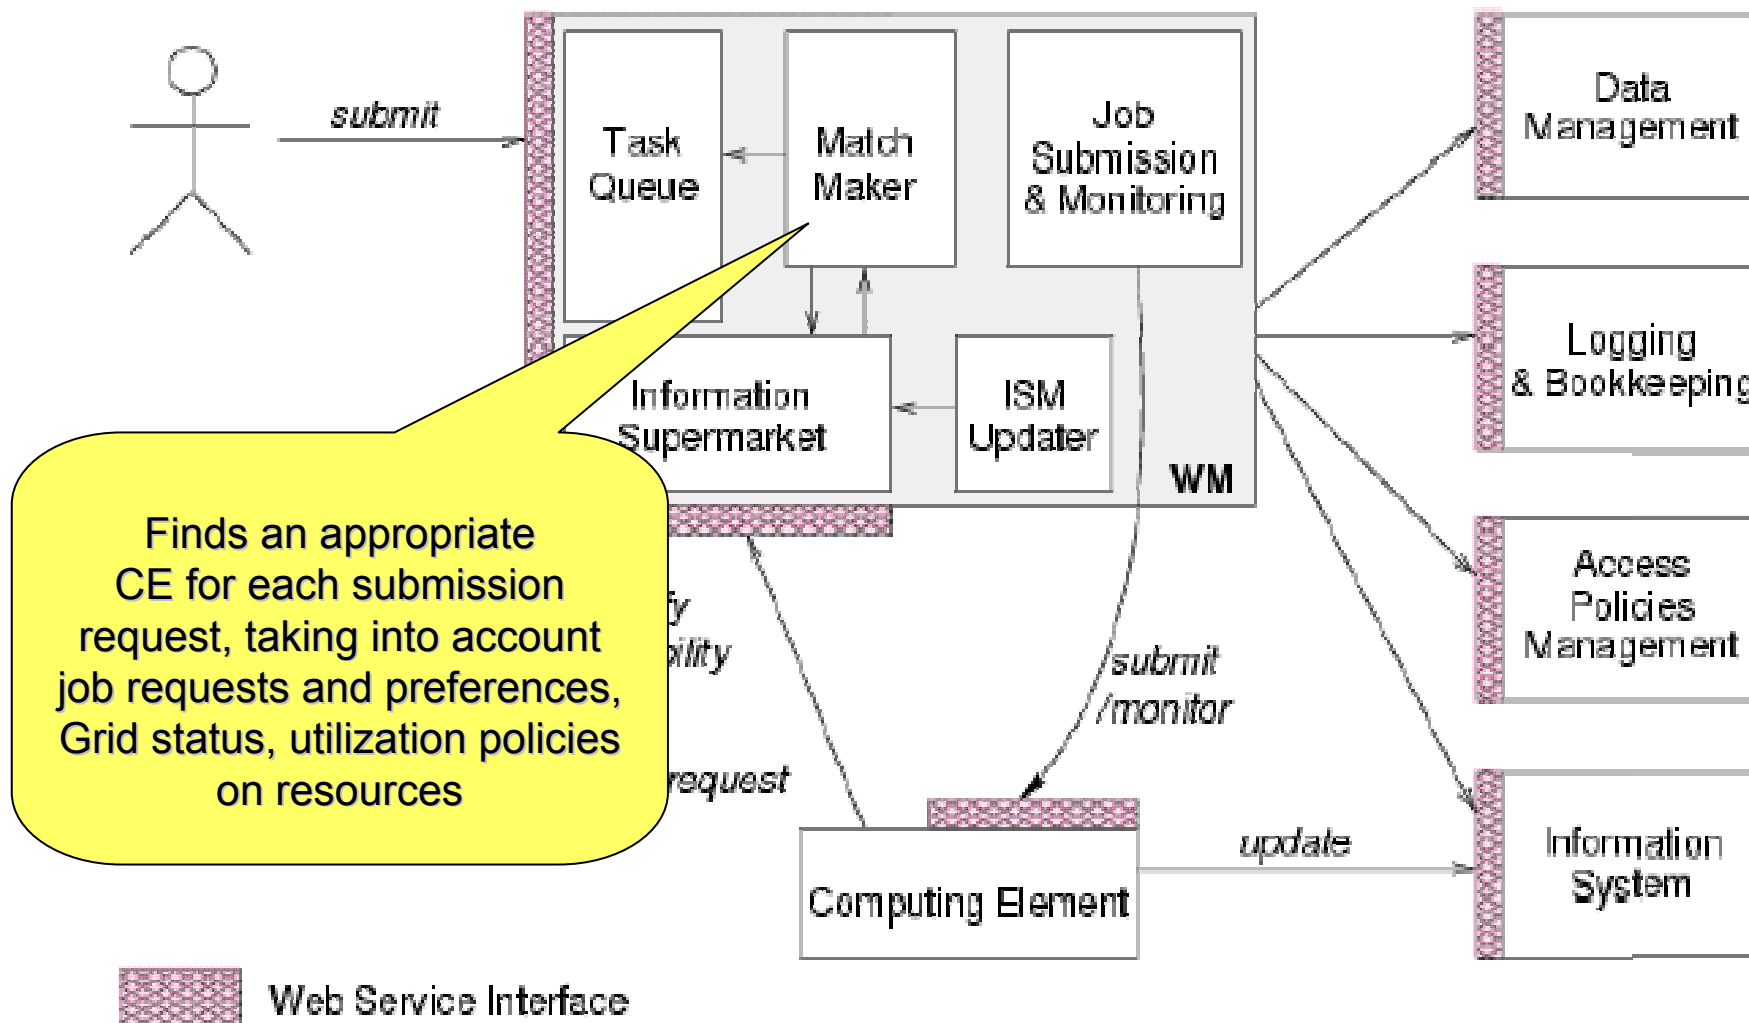 submit
Task
Queue
Match
Maker
Job
Submission
& Monitoring
Data
Management
Information
Supermarket
ISM
Updater
WM
Logging
& Bookkeeping
Finds an appropriate
CE for each submission
request, taking into account
job requests and preferences,
Grid status, utilization policies
on resources
request
submit
/monitor
Access
Policies
Management
Computing Element
update
Information
System
Web Service Interface